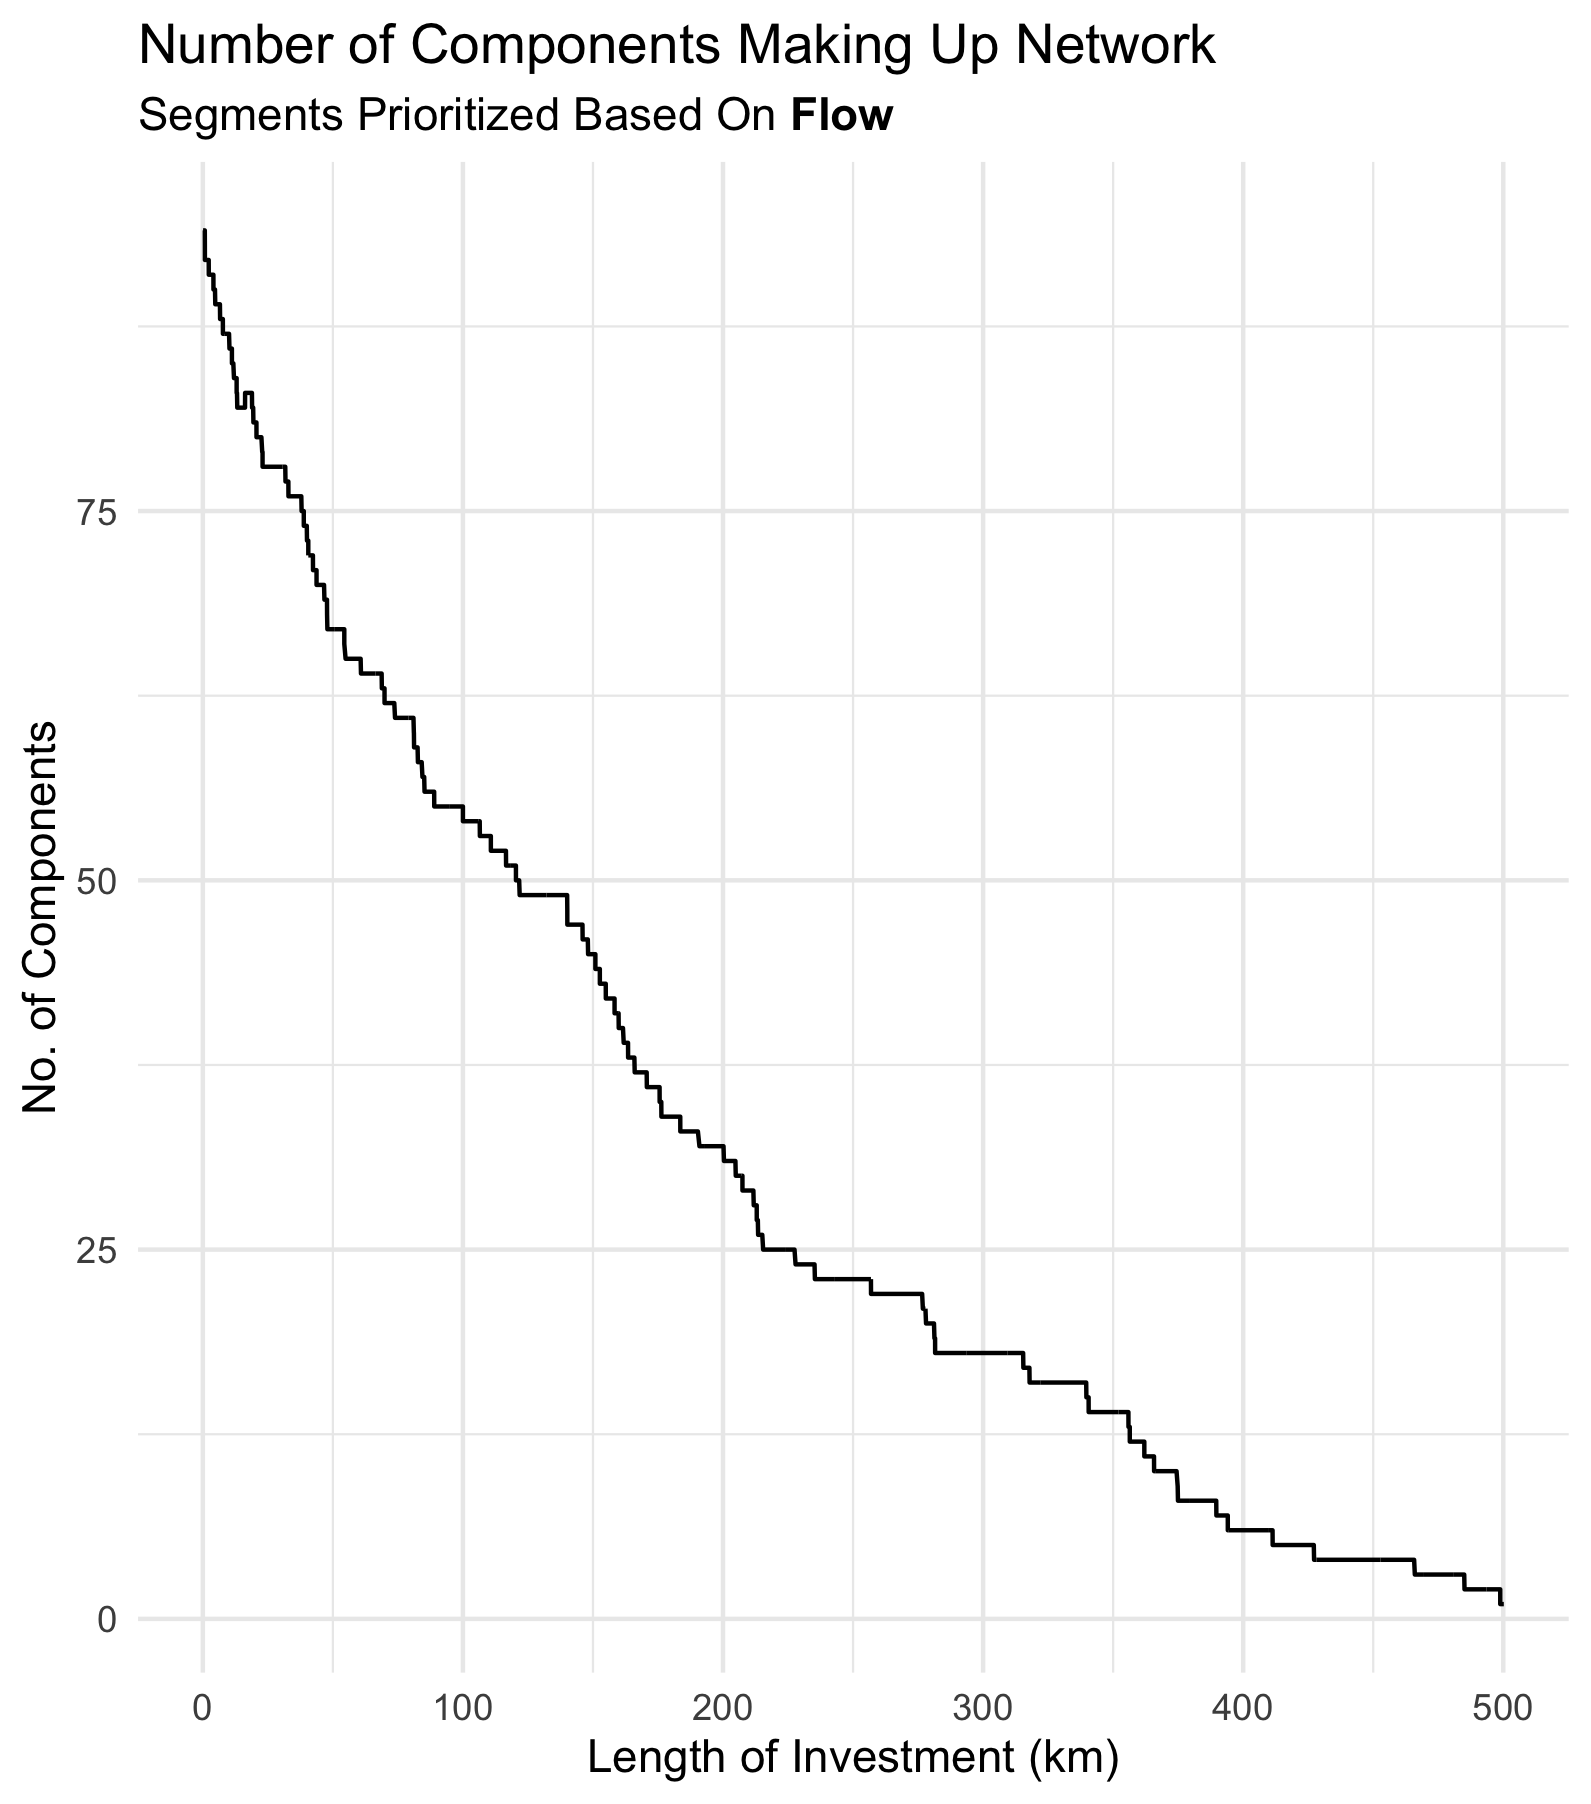 Number of Components Making Up Network
Segments Prioritized Based On Flow
No. of Components
75
50
25
0
0 100 200 300 400 500
Length of Investment (km)